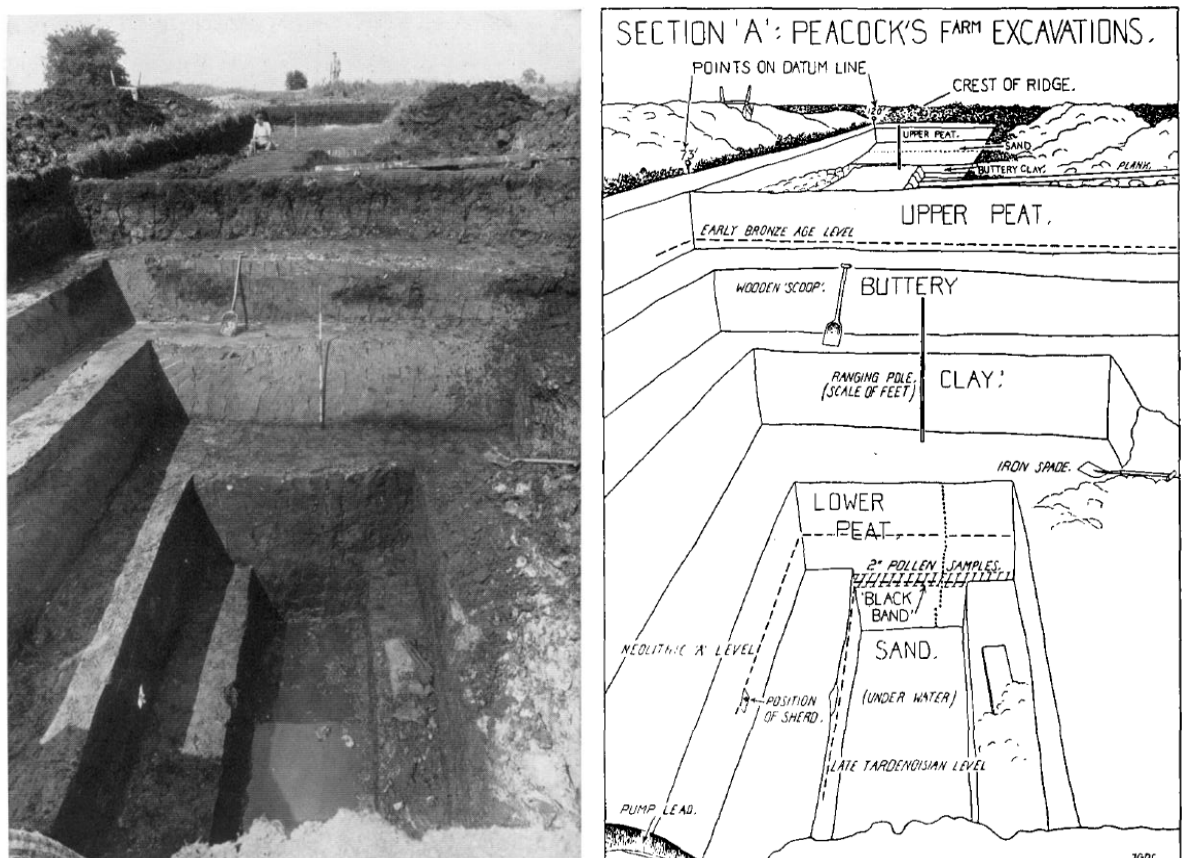 SECTION 'A': PEACOCK'S FARM EXCAVATIONS.
POINTS ON DATUM LINE
CREST OF RIDGE.
120'
UPPER PEAT.
SAND
73'
BUTTERY CLAY.
PLANK.
UPPER PEAT.
EARLY BRONZE AGE LEVEL
WOODEN 'SCOOP'.
BUTTERY
RANGING POLE.
(SCALE OF FEET)
CLAY.
IRON SPADE.
LOWER
PEAT.
2" POLLEN SAMPLES.
"BLACK
BAND"
NEOLITHIC 'A' LEVEL
SAND.
(UNDER WATER)
POSITION
OF SHERD.
LATE TARDENOISIAN LEVEL
PUMP LEAD.